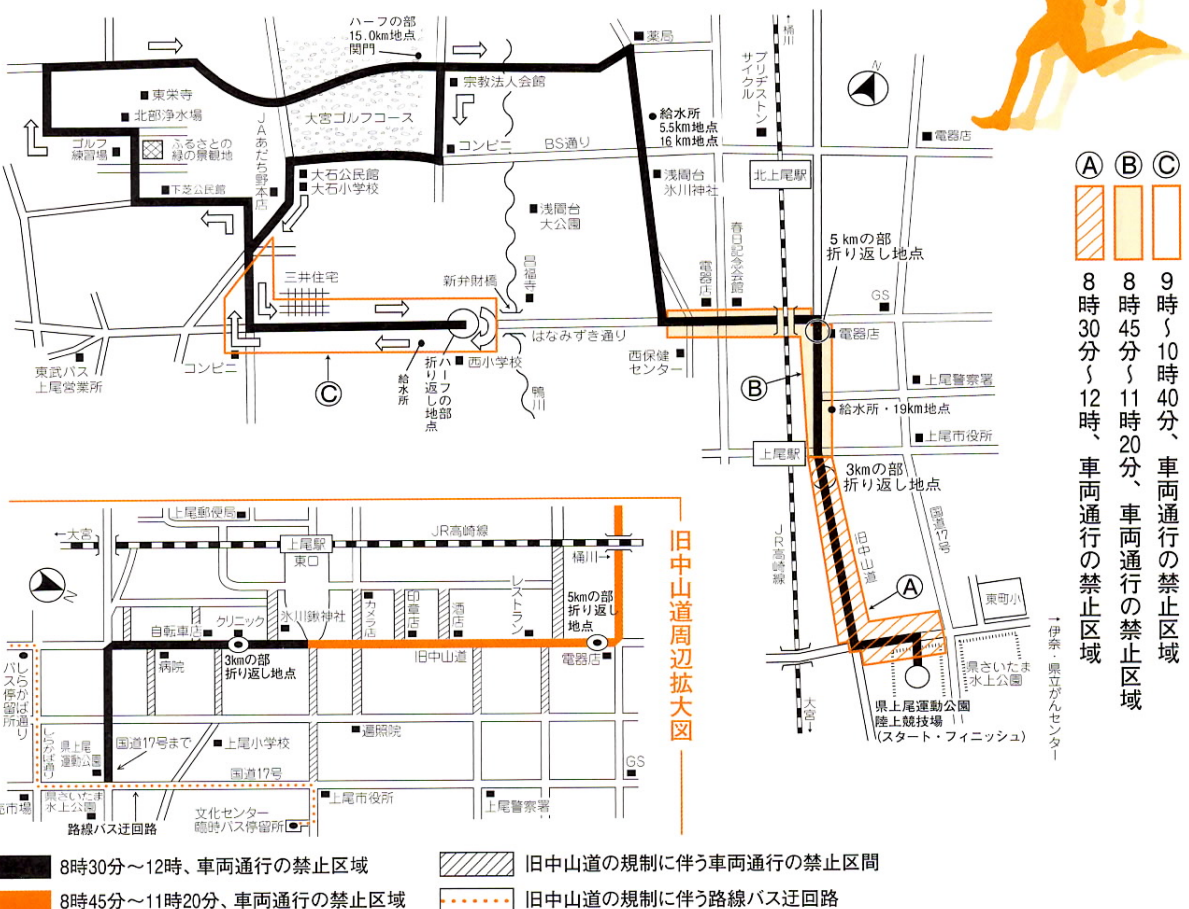 ハーフの部
15.0km地点
関門
薬局
←桶川
ブリヂストン
サイクル
N
東栄寺
北部浄水場
JAあだち野本店
大宮ゴルフコース
宗教法人会館
給水所
5.5km地点
16km地点
電器店
ゴルフ
練習場
ふるさとの
緑の景観地
コンビニ
BS通り
北上尾駅
下芝公民館
大石公民館
大石小学校
浅間台
大公園
浅間台
氷川神社
5kmの部
折り返し地点
三井住宅
新弁財橋
昌福寺
電器店
春日記念会館
GS
はなみずき通り
電器店
東武バス
上尾営業所
コンビニ
C
給水所
ハーフの部
折り返し地点
西小学校
鴨川
西保健
センター
B
上尾警察署
給水所・19km地点
上尾市役所
上尾駅
3kmの部
折り返し地点
国道17号
JR高崎線
旧中山道
A
東町小
→伊奈・県立がんセンター
県さいたま
水上公園
県上尾運動公園
陸上競技場
(スタート・フィニッシュ)
大宮→
A 8時30分～12時、車両通行の禁止区域
B 8時45分～11時20分、車両通行の禁止区域
C 9時～10時40分、車両通行の禁止区域
旧中山道周辺拡大図
上尾郵便局
←大宮
上尾駅
東口
JR高崎線
桶川→
N
自転車店
クリニック
氷川鍬神社
カメラ店
印章店
酒店
レストラン
5kmの部
折り返し
地点
病院
3kmの部
折り返し地点
旧中山道
電器店
しらかば通り
バス停留所
しらかば通り
県上尾
運動公園
国道17号まで
上尾小学校
遍照院
国道17号
GS
市場
県さいたま
水上公園
文化センター
臨時バス停留所
上尾市役所
上尾警察署
路線バス迂回路
8時30分～12時、車両通行の禁止区域
旧中山道の規制に伴う車両通行の禁止区間
8時45分～11時20分、車両通行の禁止区域
旧中山道の規制に伴う路線バス迂回路